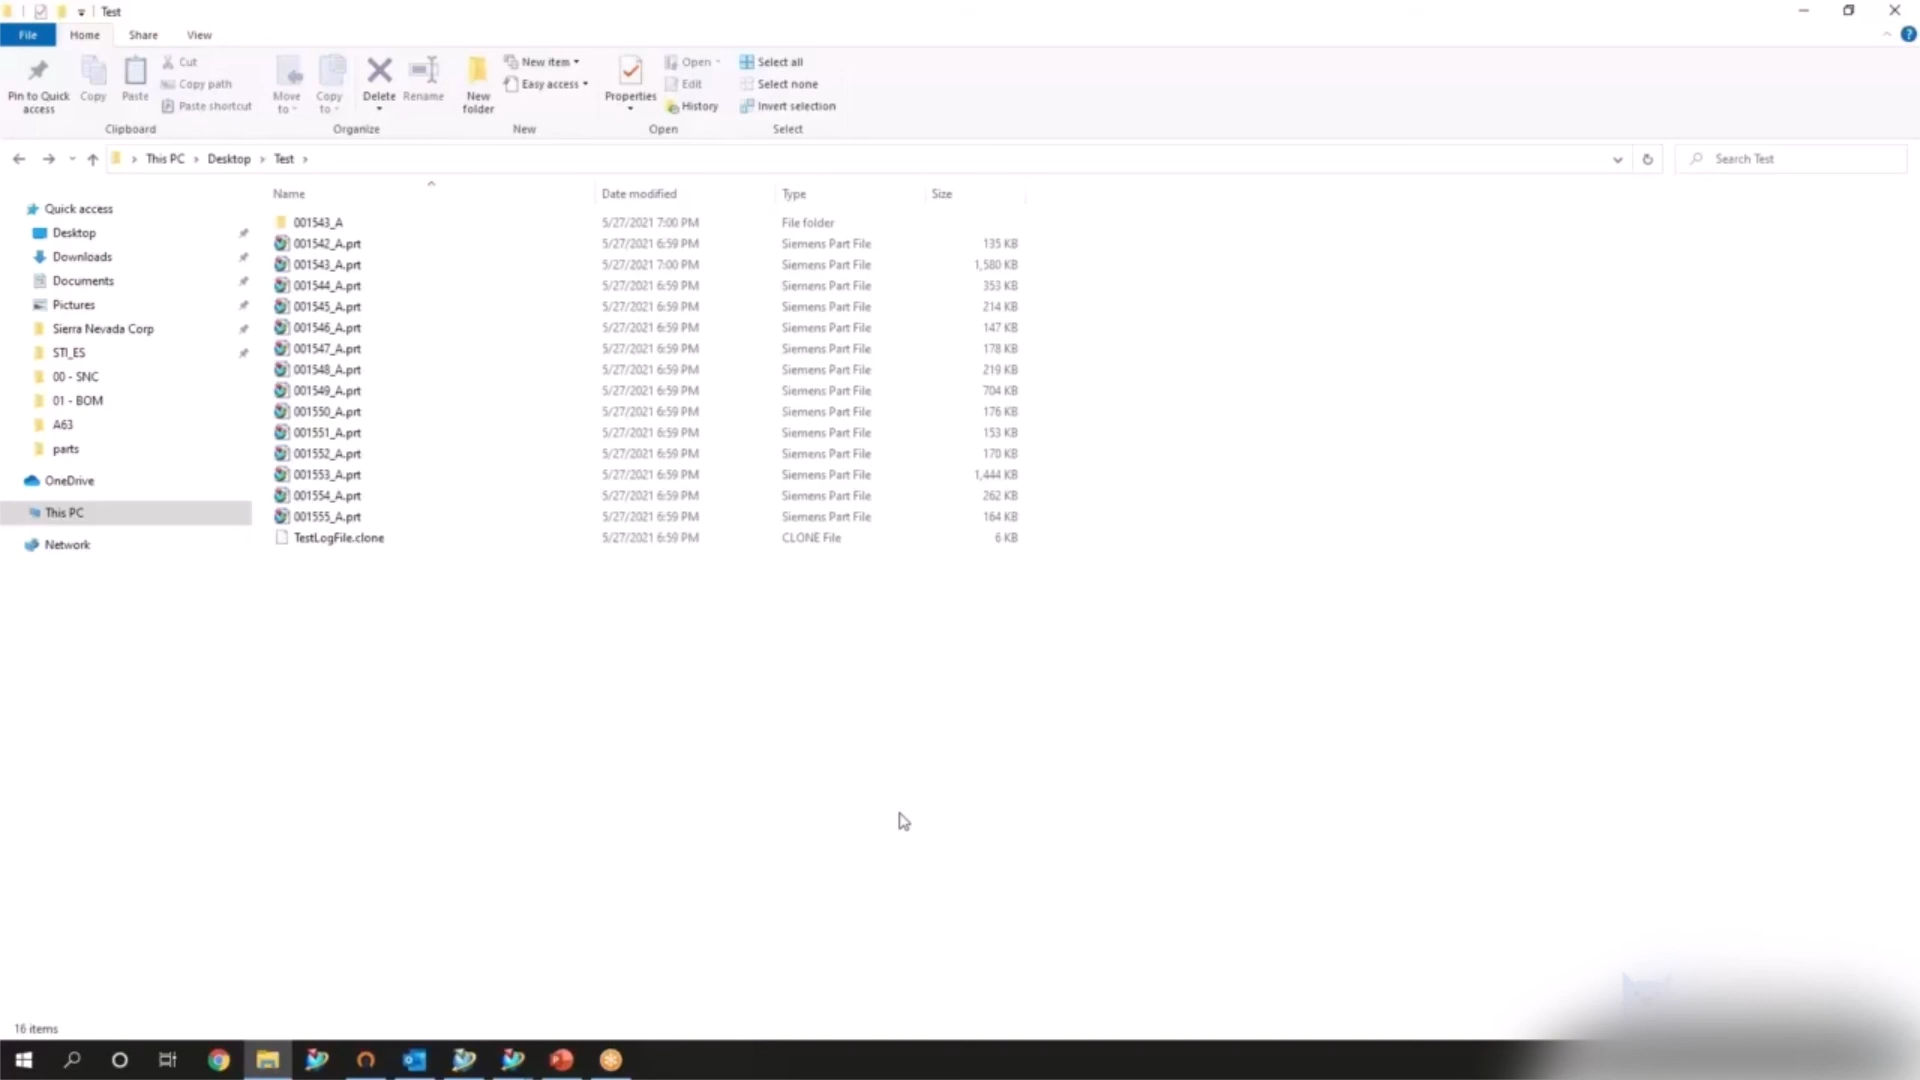 Test
File Home Share View
Pin to Quick access
Copy
Paste
Cut
Copy path
Paste shortcut
Clipboard
Move to
Copy to
Delete
Rename
Organize
New folder
New item
Easy access
New
Properties
Open
Edit
History
Open
Select all
Select none
Invert selection
Select
This PC > Desktop > Test >
Search Test
Quick access
Desktop
Downloads
Documents
Pictures
Sierra Nevada Corp
STI_ES
00 - SNC
01 - BOM
A63
parts
OneDrive
This PC
Network
Name Date modified Type Size
001543_A 5/27/2021 7:00 PM File folder
001542_A.prt 5/27/2021 6:59 PM Siemens Part File 135 KB
001543_A.prt 5/27/2021 7:00 PM Siemens Part File 1,580 KB
001544_A.prt 5/27/2021 6:59 PM Siemens Part File 353 KB
001545_A.prt 5/27/2021 6:59 PM Siemens Part File 214 KB
001546_A.prt 5/27/2021 6:59 PM Siemens Part File 147 KB
001547_A.prt 5/27/2021 6:59 PM Siemens Part File 178 KB
001548_A.prt 5/27/2021 6:59 PM Siemens Part File 219 KB
001549_A.prt 5/27/2021 6:59 PM Siemens Part File 704 KB
001550_A.prt 5/27/2021 6:59 PM Siemens Part File 176 KB
001551_A.prt 5/27/2021 6:59 PM Siemens Part File 153 KB
001552_A.prt 5/27/2021 6:59 PM Siemens Part File 170 KB
001553_A.prt 5/27/2021 6:59 PM Siemens Part File 1,444 KB
001554_A.prt 5/27/2021 6:59 PM Siemens Part File 262 KB
001555_A.prt 5/27/2021 6:59 PM Siemens Part File 164 KB
TestLogFile.clone 5/27/2021 6:59 PM CLONE File 6 KB
16 items